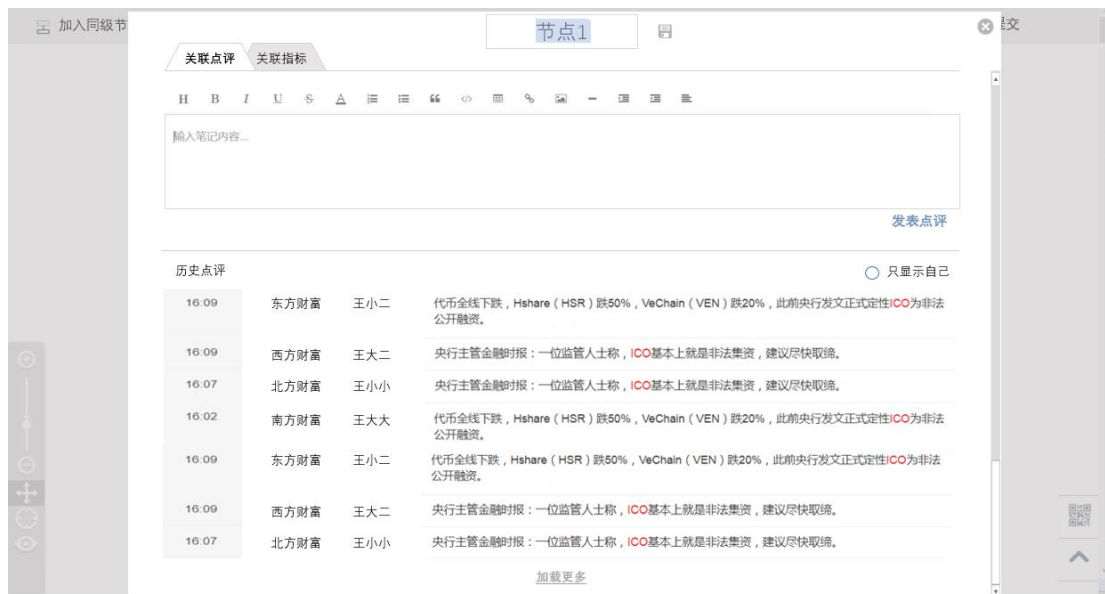 加入同级节
节点1
提交
关联点评 关联指标
H B I U S A
输入笔记内容...
发表点评
历史点评
只显示自己
16:09 东方财富 王小二 代币全线下跌，Hshare（HSR）跌50%，VeChain（VEN）跌20%，此前央行发文正式定性ICO为非法
公开融资。
16:09 西方财富 王大二 央行主管金融时报：一位监管人士称，ICO基本上就是非法集资，建议尽快取缔。
16:07 北方财富 王小小 央行主管金融时报：一位监管人士称，ICO基本上就是非法集资，建议尽快取缔。
16:02 南方财富 王大大 代币全线下跌，Hshare（HSR）跌50%，VeChain（VEN）跌20%，此前央行发文正式定性ICO为非法
公开融资。
16:09 东方财富 王小二 代币全线下跌，Hshare（HSR）跌50%，VeChain（VEN）跌20%，此前央行发文正式定性ICO为非法
公开融资。
16:09 西方财富 王大二 央行主管金融时报：一位监管人士称，ICO基本上就是非法集资，建议尽快取缔。
16:07 北方财富 王小小 央行主管金融时报：一位监管人士称，ICO基本上就是非法集资，建议尽快取缔。
加载更多